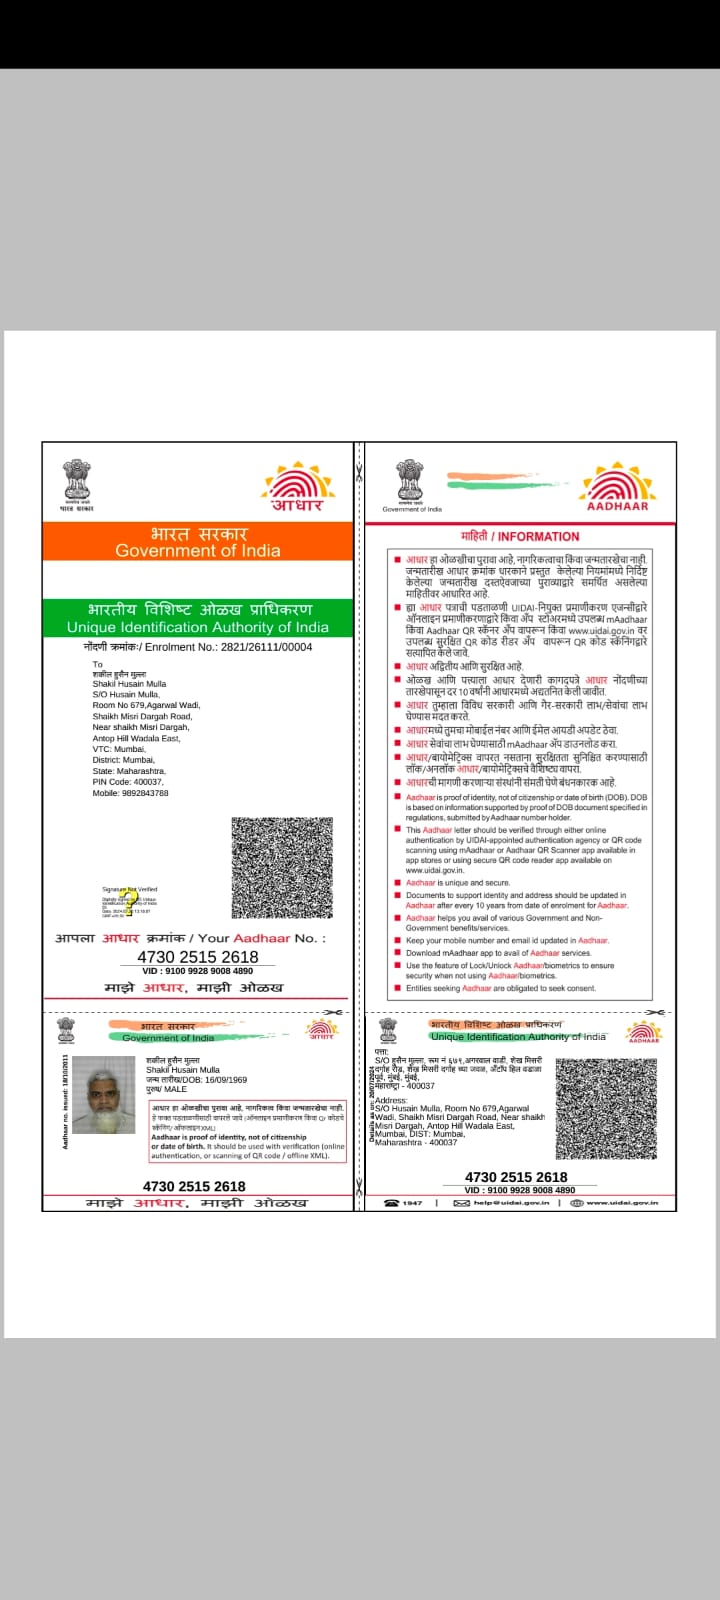 भारत सरकार
आधार
भारत सरकार
Government of India
भारतीय विशिष्ट ओळख प्राधिकरण
Unique Identification Authority of India
नोंदणी क्रमांकः/ Enrolment No.: 2821/26111/00004
To
शकील हुसैन मुल्ला
Shakil Husain Mulla
S/O Husain Mulla,
Room No 679,Agarwal Wadi,
Shaikh Misri Dargah Road,
Near shaikh Misri Dargah,
Antop Hill Wadala East,
VTC: Mumbai,
District: Mumbai,
State: Maharashtra,
PIN Code: 400037,
Mobile: 9892843788
Signature Not Verified
आपला आधार क्रमांक / Your Aadhaar No. :
4730 2515 2618
VID : 9100 9928 9008 4890
माझे आधार, माझी ओळख
Government of India
AADHAAR
माहिती / INFORMATION
आधार हा ओळखीचा पुरावा आहे, नागरिकत्वाचा किंवा जन्मतारखेचा नाही.
जन्मतारीख आधार क्रमांक धारकाने प्रस्तुत केलेल्या नियमांमध्ये निर्दिष्ट
केलेल्या जन्मतारीख दस्तऐवजाच्या पुराव्याद्वारे समर्थित असलेल्या
माहितीवर आधारित आहे.
ह्या आधार पत्राची पडताळणी UIDAI-नियुक्त प्रमाणीकरण एजन्सीद्वारे
ऑनलाइन प्रमाणीकरणाद्वारे किंवा अ‍ॅप स्टोअरमध्ये उपलब्ध mAadhaar
किंवा Aadhaar QR स्कॅनर अ‍ॅप वापरून किंवा www.uidai.gov.in वर
उपलब्ध सुरक्षित QR कोड रीडर अ‍ॅप वापरून QR कोड स्कॅनिंगद्वारे
सत्यापित केले जावे.
आधार अद्वितीय आणि सुरक्षित आहे.
ओळख आणि पत्त्याला आधार देणारी कागदपत्रे आधार नोंदणीच्या
तारखेपासून दर 10 वर्षांनी आधारमध्ये अद्यतनित केली जावीत.
आधार तुम्हाला विविध सरकारी आणि गैर-सरकारी लाभ/सेवांचा लाभ
घेण्यास मदत करते.
आधारमध्ये तुमचा मोबाईल नंबर आणि ईमेल आयडी अपडेट ठेवा.
आधार सेवांचा लाभ घेण्यासाठी mAadhaar अ‍ॅप डाउनलोड करा.
आधार/बायोमेट्रिक्स वापरत नसताना सुरक्षितता सुनिश्चित करण्यासाठी
लॉक/अनलॉक आधार/बायोमेट्रिक्सचे वैशिष्ट्य वापरा.
आधारची मागणी करणाऱ्या संस्थांनी संमती घेणे बंधनकारक आहे.
Aadhaar is proof of identity, not of citizenship or date of birth (DOB). DOB
is based on information supported by proof of DOB document specified in
regulations, submitted by Aadhaar number holder.
This Aadhaar letter should be verified through either online
authentication by UIDAI-appointed authentication agency or QR code
scanning using mAadhaar or Aadhaar QR Scanner app available in
app stores or using secure QR code reader app available on
www.uidai.gov.in.
Aadhaar is unique and secure.
Documents to support identity and address should be updated in
Aadhaar after every 10 years from date of enrolment for Aadhaar.
Aadhaar helps you avail of various Government and Non-
Government benefits/services.
Keep your mobile number and email id updated in Aadhaar.
Download mAadhaar app to avail of Aadhaar services.
Use the feature of Lock/Unlock Aadhaar/biometrics to ensure
security when not using Aadhaar/biometrics.
Entities seeking Aadhaar are obligated to seek consent.
भारत सरकार
Government of India
आधार
Aadhaar no. issued: 18/10/2011
शकील हुसैन मुल्ला
Shakil Husain Mulla
जन्म तारीख/DOB: 16/09/1969
पुरुष/ MALE
आधार हा ओळखीचा पुरावा आहे, नागरिकत्व किंवा जन्मतारखेचा नाही.
हे फक्त पडताळणीसाठी वापरले जावे (ऑनलाइन प्रमाणीकरण किंवा QR कोडचे
स्कॅनिंग/ऑफलाइन XML)
Aadhaar is proof of identity, not of citizenship
or date of birth. It should be used with verification (online
authentication, or scanning of QR code / offline XML).
4730 2515 2618
माझे आधार, माझी ओळख
भारतीय विशिष्ट ओळख प्राधिकरण
Unique Identification Authority of India
AADHAAR
पत्ता:
S/O हुसैन मुल्ला, रूम नं ६७९,अगरवाल वाडी, शेख मिसरी
दर्गाह रोड, शेख मिसरी दर्गाह च्या जवळ, अँटॉप हिल वडाळा
पूर्व, मुंबई, मुंबई,
महाराष्ट्र - 400037
Address:
S/O Husain Mulla, Room No 679,Agarwal
Wadi, Shaikh Misri Dargah Road, Near shaikh
Misri Dargah, Antop Hill Wadala East,
Mumbai, DIST: Mumbai,
Maharashtra - 400037
4730 2515 2618
VID : 9100 9928 9008 4890
1947 | help@uidai.gov.in | www.uidai.gov.in